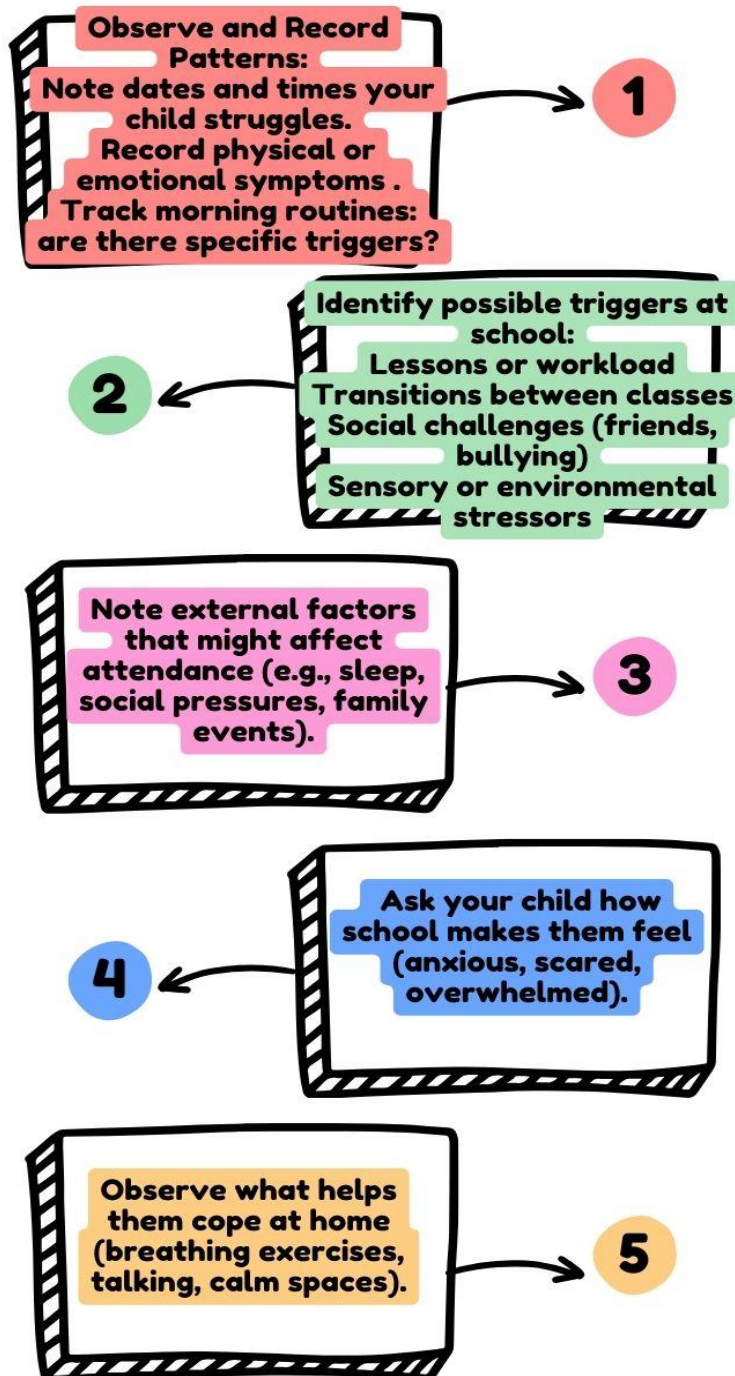 Observe and Record
Patterns:
Note dates and times your
child struggles.
Record physical or
emotional symptoms .
Track morning routines:
are there specific triggers?
1
Identify possible triggers at
school:
Lessons or workload
Transitions between classes
Social challenges (friends,
bullying)
Sensory or environmental
stressors
2
Note external factors
that might affect
attendance (e.g., sleep,
social pressures, family
events).
3
Ask your child how
school makes them feel
(anxious, scared,
overwhelmed).
4
Observe what helps
them cope at home
(breathing exercises,
talking, calm spaces).
5